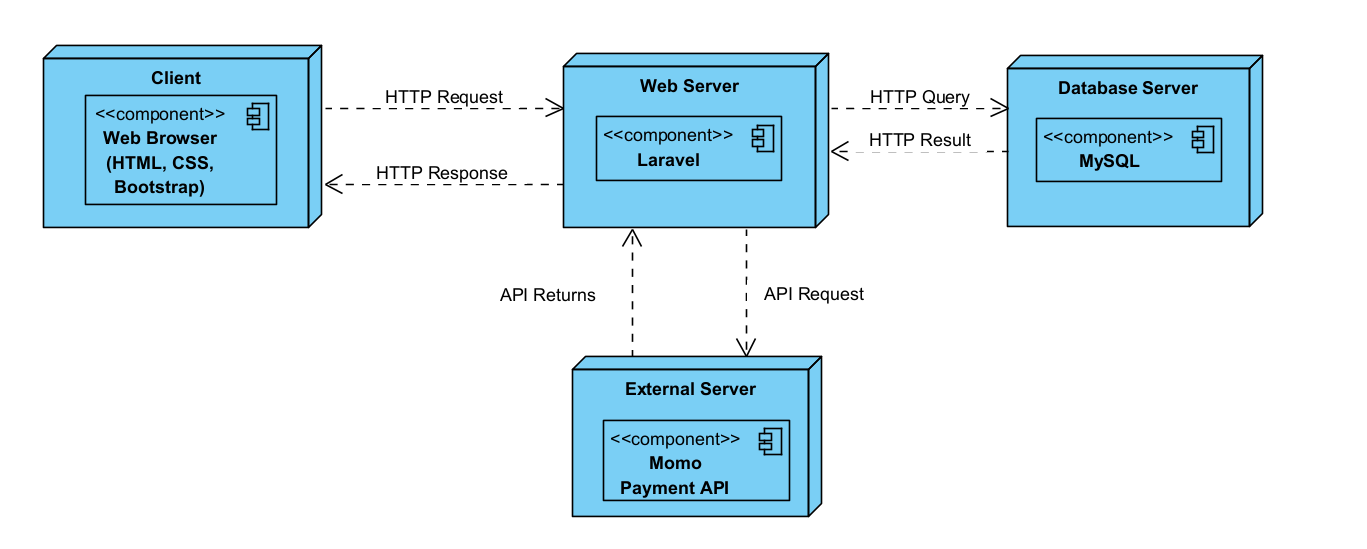 Client
<<component>>
Web Browser
(HTML, CSS,
Bootstrap)
HTTP Request
HTTP Response
Web Server
<<component>>
Laravel
HTTP Query
HTTP Result
Database Server
<<component>>
MySQL
API Returns
API Request
External Server
<<component>>
Momo
Payment API